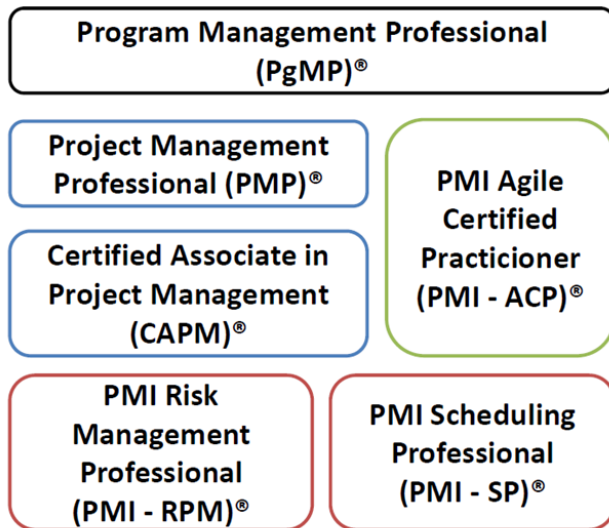 Program Management Professional
(PgMP)®
Project Management
Professional (PMP)®
Certified Associate in
Project Management
(CAPM)®
PMI Agile
Certified
Practicioner
(PMI - ACP)®
PMI Risk
Management
Professional
(PMI - RPM)®
PMI Scheduling
Professional
(PMI - SP)®